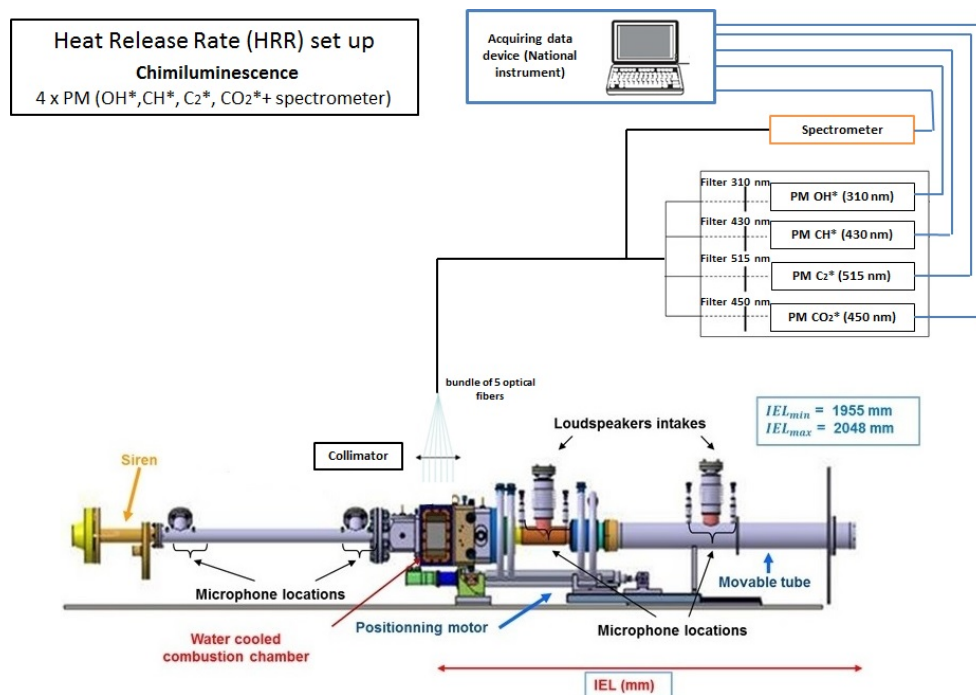 Heat Release Rate (HRR) set up
Chimiluminescence
4 x PM (OH*,CH*, C₂*, CO₂*+ spectrometer)
Acquiring data
device (National
instrument)
Spectrometer
Filter 310 nm
PM OH* (310 nm)
Filter 430 nm
PM CH* (430 nm)
Filter 515 nm
PM C₂* (515 nm)
Filter 450 nm
PM CO₂* (450 nm)
bundle of 5 optical
fibers
Collimator
Loudspeakers intakes
IELmin = 1955 mm
IELmax = 2048 mm
Siren
Microphone locations
Water cooled
combustion chamber
Positionning motor
Microphone locations
Movable tube
IEL (mm)